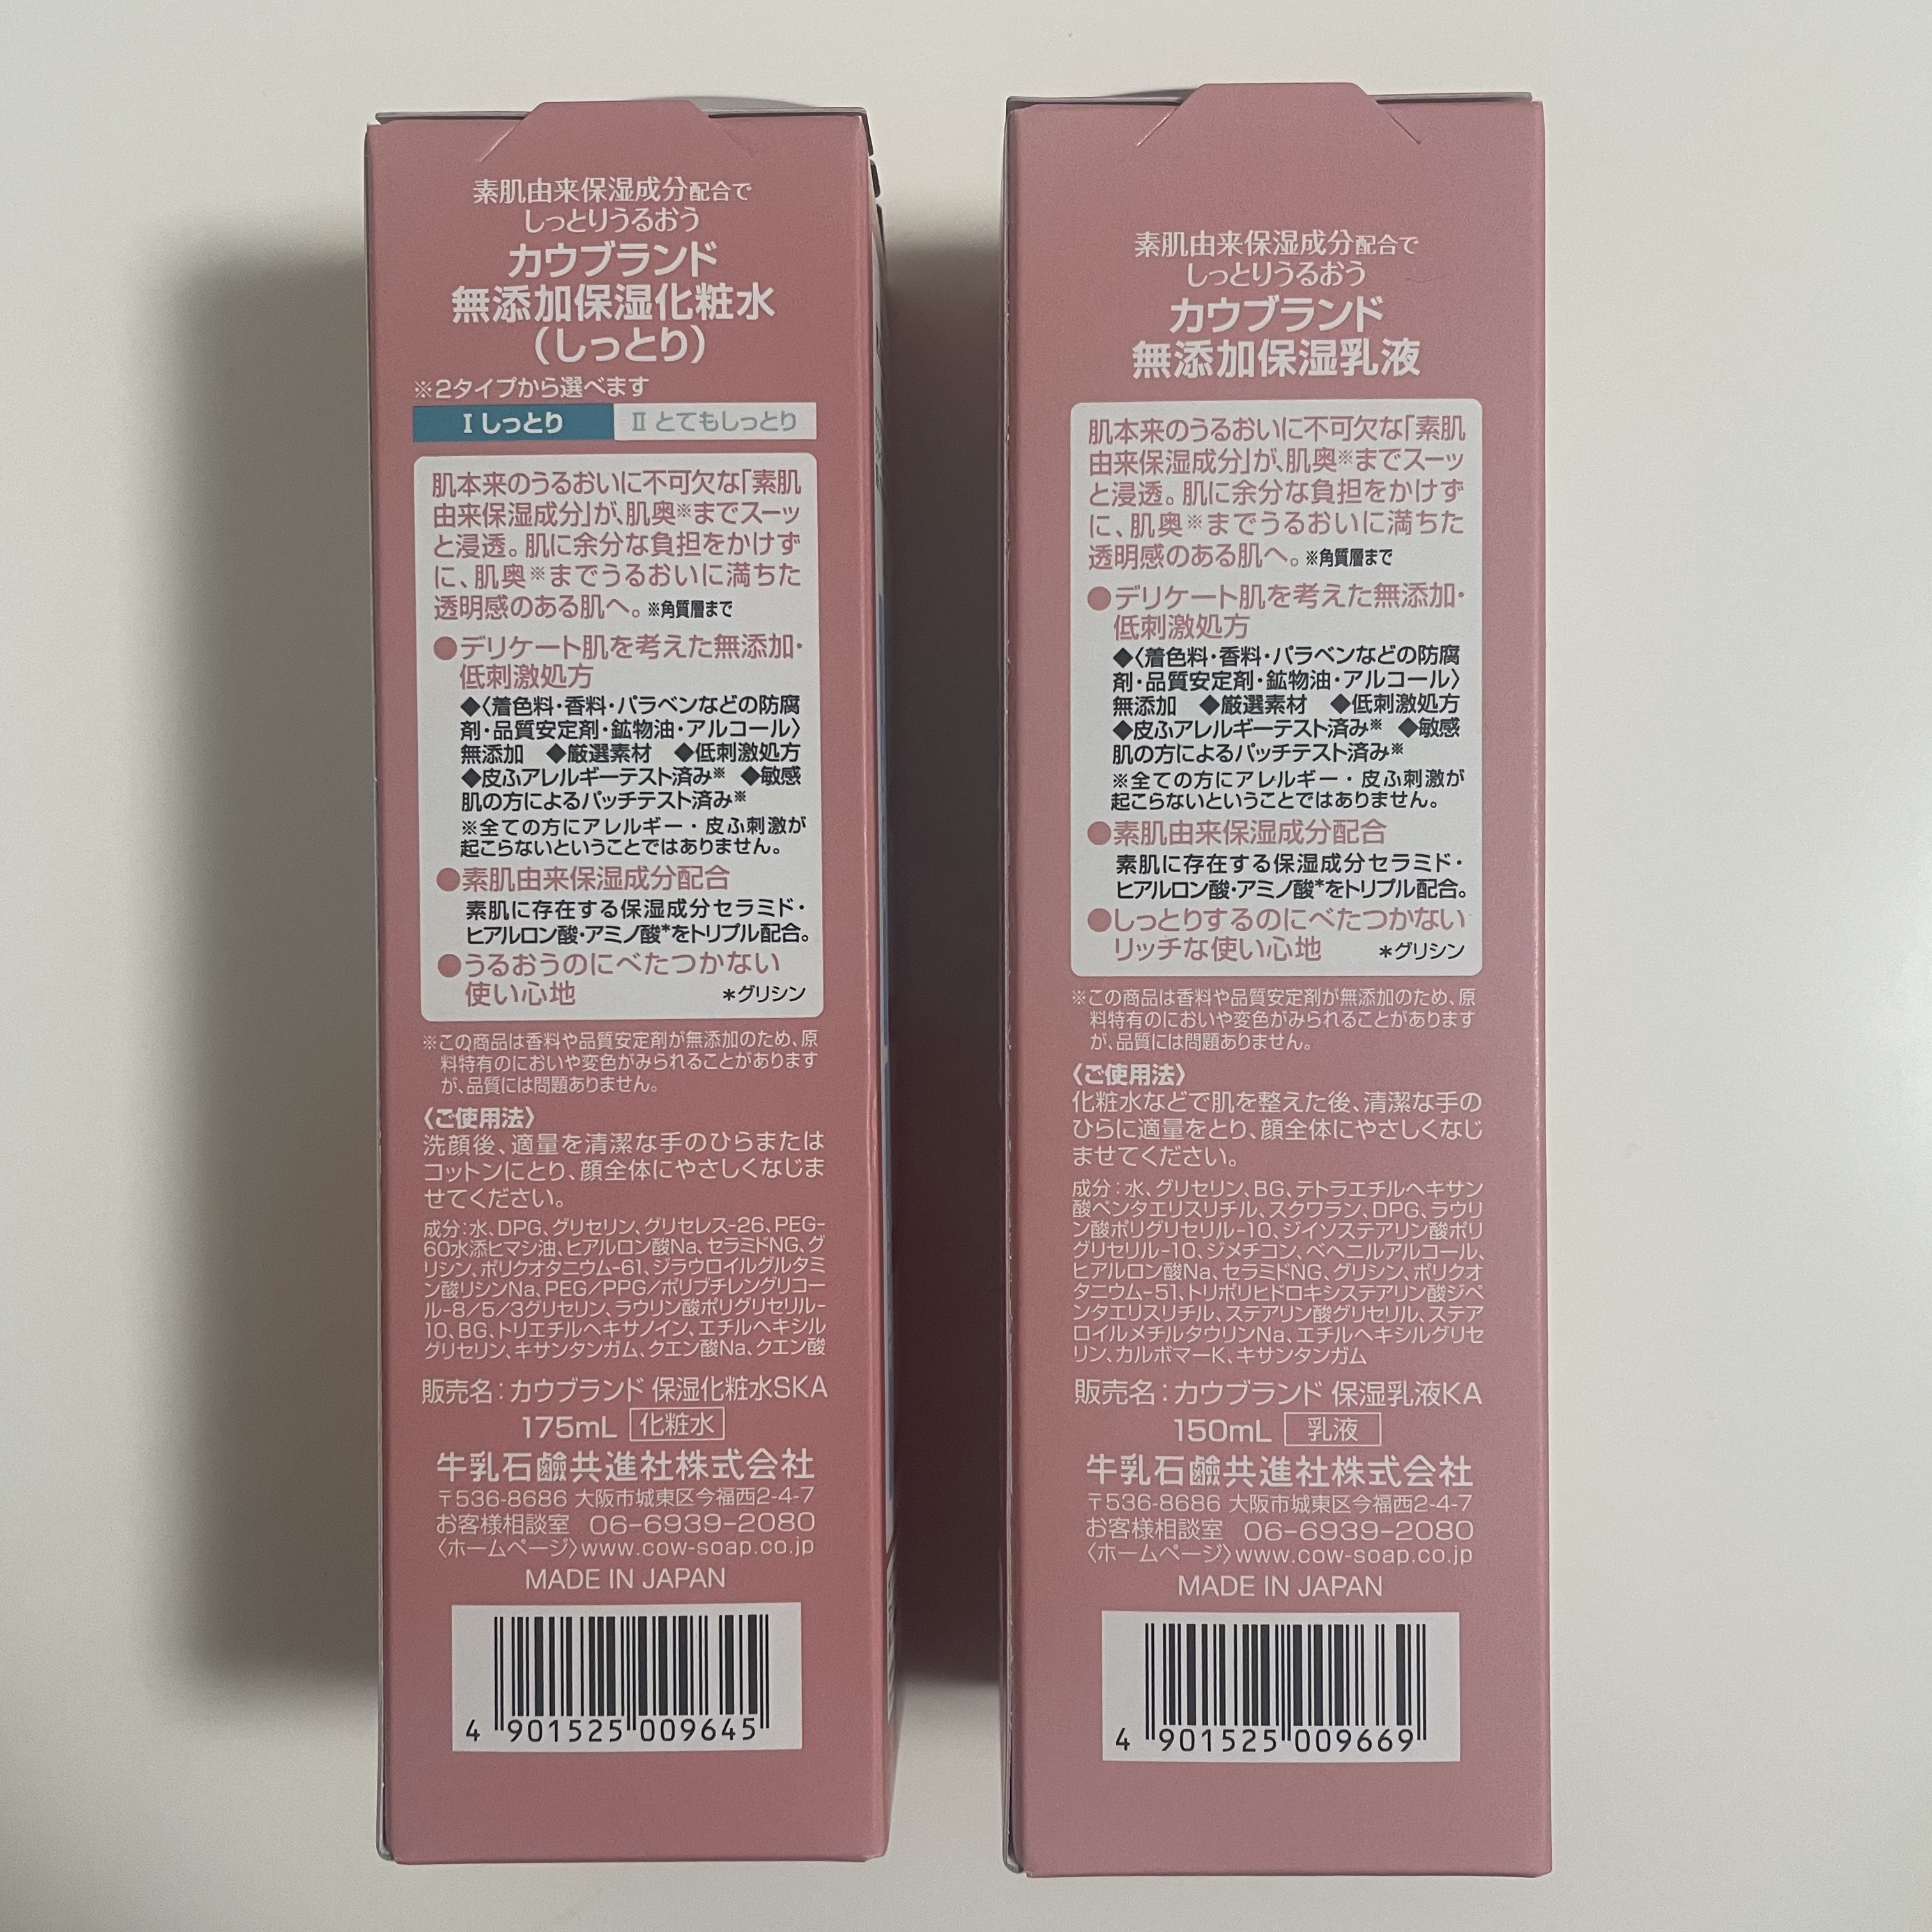 素肌由来保湿成分配合で
しっとりうるおう
カウブランド
無添加保湿化粧水
(しっとり)
※2タイプから選べます
Ⅰ しっとり Ⅱ とてもしっとり
肌本来のうるおいに不可欠な「素肌
由来保湿成分」が、肌奥※までスーッ
と浸透。肌に余分な負担をかけず
に、肌奥※までうるおいに満ちた
透明感のある肌へ。※角質層まで
●デリケート肌を考えた無添加・
低刺激処方
◆〈着色料・香料・パラベンなどの防腐
剤・品質安定剤・鉱物油・アルコール〉
無添加 ◆厳選素材 ◆低刺激処方
◆皮ふアレルギーテスト済み※ ◆敏感
肌の方によるパッチテスト済み※
※全ての方にアレルギー・皮ふ刺激が
起こらないということではありません。
●素肌由来保湿成分配合
素肌に存在する保湿成分セラミド・
ヒアルロン酸・アミノ酸*をトリプル配合。
●うるおうのにべたつかない
使い心地 *グリシン
※この商品は香料や品質安定剤が無添加のため、原
料特有のにおいや変色がみられることがあります
が、品質には問題ありません。
〈ご使用法〉
洗顔後、適量を清潔な手のひらまたは
コットンにとり、顔全体にやさしくなじま
せてください。
成分:水、DPG、グリセリン、グリセレス-26、PEG-
60水添ヒマシ油、ヒアルロン酸Na、セラミドNG、グ
リシン、ポリクオタニウム-61、ジラウロイルグルタミ
ン酸リシンNa、PEG/PPG/ポリブチレングリコー
ル-8/5/3グリセリン、ラウリン酸ポリグリセリル-
10、BG、トリエチルヘキサノイン、エチルヘキシル
グリセリン、キサンタンガム、クエン酸Na、クエン酸
販売名:カウブランド 保湿化粧水SKA
175mL 化粧水
牛乳石鹼共進社株式会社
〒536-8686 大阪市城東区今福西2-4-7
お客様相談室 06-6939-2080
〈ホームページ〉www.cow-soap.co.jp
MADE IN JAPAN
4 901525 009645
素肌由来保湿成分配合で
しっとりうるおう
カウブランド
無添加保湿乳液
肌本来のうるおいに不可欠な「素肌
由来保湿成分」が、肌奥※までスーッ
と浸透。肌に余分な負担をかけず
に、肌奥※までうるおいに満ちた
透明感のある肌へ。※角質層まで
●デリケート肌を考えた無添加・
低刺激処方
◆〈着色料・香料・パラベンなどの防腐
剤・品質安定剤・鉱物油・アルコール〉
無添加 ◆厳選素材 ◆低刺激処方
◆皮ふアレルギーテスト済み※ ◆敏感
肌の方によるパッチテスト済み※
※全ての方にアレルギー・皮ふ刺激が
起こらないということではありません。
●素肌由来保湿成分配合
素肌に存在する保湿成分セラミド・
ヒアルロン酸・アミノ酸*をトリプル配合。
●しっとりするのにべたつかない
リッチな使い心地 *グリシン
※この商品は香料や品質安定剤が無添加のため、原
料特有のにおいや変色がみられることがあります
が、品質には問題ありません。
〈ご使用法〉
化粧水などで肌を整えた後、清潔な手の
ひらに適量をとり、顔全体にやさしくなじ
ませてください。
成分:水、グリセリン、BG、テトラエチルヘキサン
酸ペンタエリスリチル、スクワラン、DPG、ラウリ
ン酸ポリグリセリル-10、ジイソステアリン酸ポリ
グリセリル-10、ジメチコン、ベヘニルアルコール、
ヒアルロン酸Na、セラミドNG、グリシン、ポリクオ
タニウム-51、トリポリヒドロキシステアリン酸ジペ
ンタエリスリチル、ステアリン酸グリセリル、ステア
ロイルメチルタウリンNa、エチルヘキシルグリセ
リン、カルボマーK、キサンタンガム
販売名:カウブランド 保湿乳液KA
150mL 乳液
牛乳石鹼共進社株式会社
〒536-8686 大阪市城東区今福西2-4-7
お客様相談室 06-6939-2080
〈ホームページ〉www.cow-soap.co.jp
MADE IN JAPAN
4 901525 009669